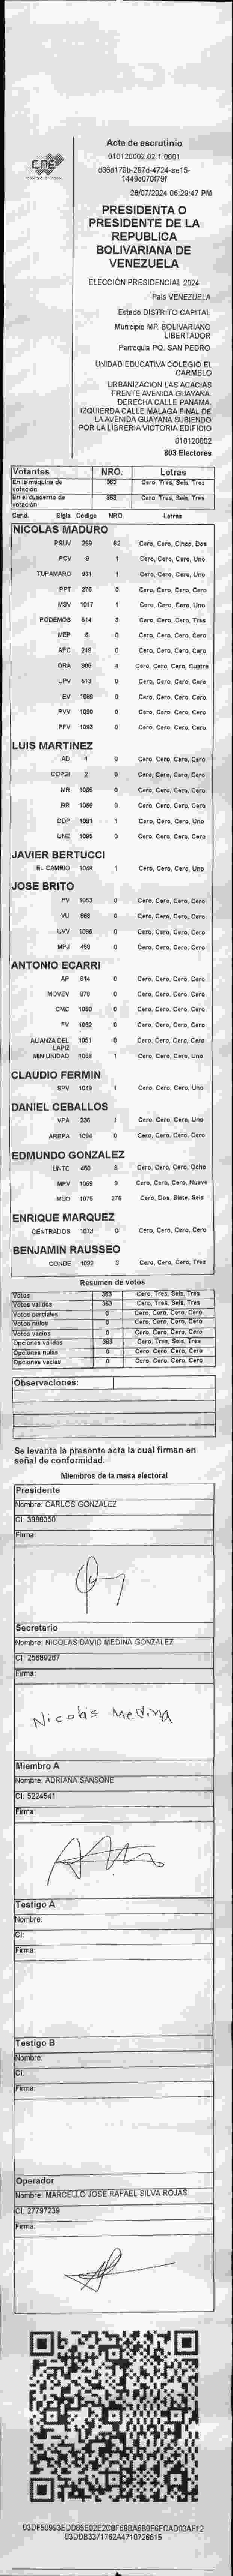 CNE
Acta de escrutinio
010120002.02.1.0001
d66d179b-297d-4724-ae15-
1449c070f79f
28/07/2024 06:29:47 PM
PRESIDENTA O
PRESIDENTE DE LA
REPUBLICA
BOLIVARIANA DE
VENEZUELA
ELECCIÓN PRESIDENCIAL 2024
País VENEZUELA
Estado DISTRITO CAPITAL
Municipio MP. BOLIVARIANO
LIBERTADOR
Parroquia PQ. SAN PEDRO
UNIDAD EDUCATIVA COLEGIO EL
CARMELO
URBANIZACION LAS ACACIAS
FRENTE AVENIDA GUAYANA.
DERECHA CALLE PANAMA.
IZQUIERDA CALLE MALAGA FINAL DE
LA AVENIDA GUAYANA SUBIENDO
POR LA LIBRERIA VICTORIA EDIFICIO
010120002
803 Electores
Votantes NRO. Letras
En la máquina de votación 363 Cero, Tres, Seis, Tres
En el cuaderno de votación 363 Cero, Tres, Seis, Tres
Cand. Sigla Código NRO. Letras
NICOLAS MADURO
PSUV 269 52 Cero, Cero, Cinco, Dos
PCV 9 1 Cero, Cero, Cero, Uno
TUPAMARO 931 1 Cero, Cero, Cero, Uno
PPT 276 0 Cero, Cero, Cero, Cero
MSV 1017 1 Cero, Cero, Cero, Uno
PODEMOS 514 3 Cero, Cero, Cero, Tres
MEP 6 0 Cero, Cero, Cero, Cero
APC 219 0 Cero, Cero, Cero, Cero
ORA 906 4 Cero, Cero, Cero, Cuatro
UPV 613 0 Cero, Cero, Cero, Cero
EV 1089 0 Cero, Cero, Cero, Cero
PVV 1090 0 Cero, Cero, Cero, Cero
PFV 1093 0 Cero, Cero, Cero, Cero
LUIS MARTINEZ
AD 1 0 Cero, Cero, Cero, Cero
COPEI 2 0 Cero, Cero, Cero, Cero
MR 1065 0 Cero, Cero, Cero, Cero
BR 1066 0 Cero, Cero, Cero, Cero
DDP 1091 1 Cero, Cero, Cero, Uno
UNE 1095 0 Cero, Cero, Cero, Cero
JAVIER BERTUCCI
EL CAMBIO 1046 1 Cero, Cero, Cero, Uno
JOSE BRITO
PV 1053 0 Cero, Cero, Cero, Cero
VU 868 0 Cero, Cero, Cero, Cero
UVV 1096 0 Cero, Cero, Cero, Cero
MPJ 450 0 Cero, Cero, Cero, Cero
ANTONIO ECARRI
AP 614 0 Cero, Cero, Cero, Cero
MOVEV 878 0 Cero, Cero, Cero, Cero
CMC 1050 0 Cero, Cero, Cero, Cero
FV 1062 0 Cero, Cero, Cero, Cero
ALIANZA DEL LAPIZ 1051 0 Cero, Cero, Cero, Cero
MIN UNIDAD 1068 1 Cero, Cero, Cero, Uno
CLAUDIO FERMIN
SPV 1049 1 Cero, Cero, Cero, Uno
DANIEL CEBALLOS
VPA 236 1 Cero, Cero, Cero, Uno
AREPA 1094 0 Cero, Cero, Cero, Cero
EDMUNDO GONZALEZ
UNTC 460 8 Cero, Cero, Cero, Ocho
MPV 1069 9 Cero, Cero, Cero, Nueve
MUD 1075 276 Cero, Dos, Siete, Seis
ENRIQUE MARQUEZ
CENTRADOS 1073 0 Cero, Cero, Cero, Cero
BENJAMIN RAUSSEO
CONDE 1092 3 Cero, Cero, Cero, Tres
Resumen de votos
Votos 363 Cero, Tres, Seis, Tres
Votos válidos 363 Cero, Tres, Seis, Tres
Votos parciales 0 Cero, Cero, Cero, Cero
Votos nulos 0 Cero, Cero, Cero, Cero
Votos vacíos 0 Cero, Cero, Cero, Cero
Opciones válidas 363 Cero, Tres, Seis, Tres
Opciones nulas 0 Cero, Cero, Cero, Cero
Opciones vacías 0 Cero, Cero, Cero, Cero
Observaciones:
Se levanta la presente acta la cual firman en
señal de conformidad.
Miembros de la mesa electoral
Presidente
Nombre: CARLOS GONZALEZ
CI: 3888350
Firma:
Secretario
Nombre: NICOLAS DAVID MEDINA GONZALEZ
CI: 25689267
Firma:
Nicolás Medina
Miembro A
Nombre: ADRIANA SANSONE
CI: 5224541
Firma:
Testigo A
Nombre:
CI:
Firma:
Testigo B
Nombre:
CI:
Firma:
Operador
Nombre: MARCELLO JOSE RAFAEL SILVA ROJAS
CI: 27797239
Firma:
03DF50993EDD85E02E2C8F68BA6B0F6FCAD03AF12
03DDB3371762A4710728615